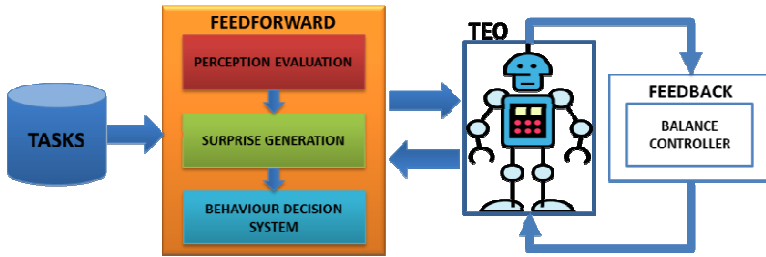 TASKS
FEEDFORWARD
PERCEPTION EVALUATION
SURPRISE GENERATION
BEHAVIOUR DECISION
SYSTEM
TEO
FEEDBACK
BALANCE
CONTROLLER